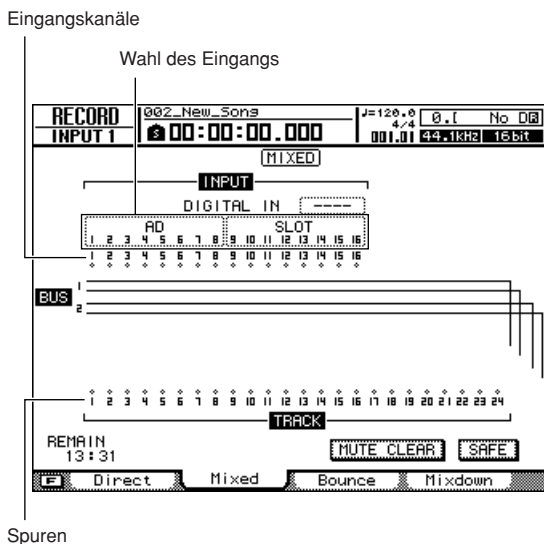 Eingangskanäle
Wahl des Eingangs
RECORD
INPUT 1
002_New_Song
00:00:00.000
♩=120.0
4/4
001.01
0.[ No D
44.1kHz 16bit
MIXED
INPUT
DIGITAL IN ----
AD SLOT
1 2 3 4 5 6 7 8 9 10 11 12 13 14 15 16
1 2 3 4 5 6 7 8 9 10 11 12 13 14 15 16
BUS 1
2
1 2 3 4 5 6 7 8 9 10 11 12 13 14 15 16 17 18 19 20 21 22 23 24
TRACK
REMAIN
13:31
MUTE CLEAR SAFE
F Direct Mixed Bounce Mixdown
Spuren